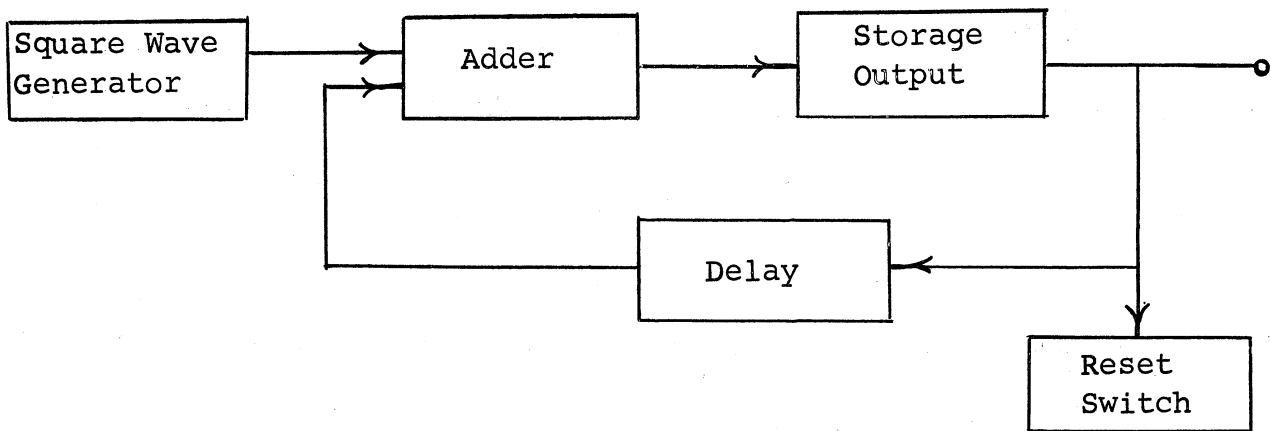 Square Wave
Generator
Adder
Storage
Output
Delay
Reset
Switch